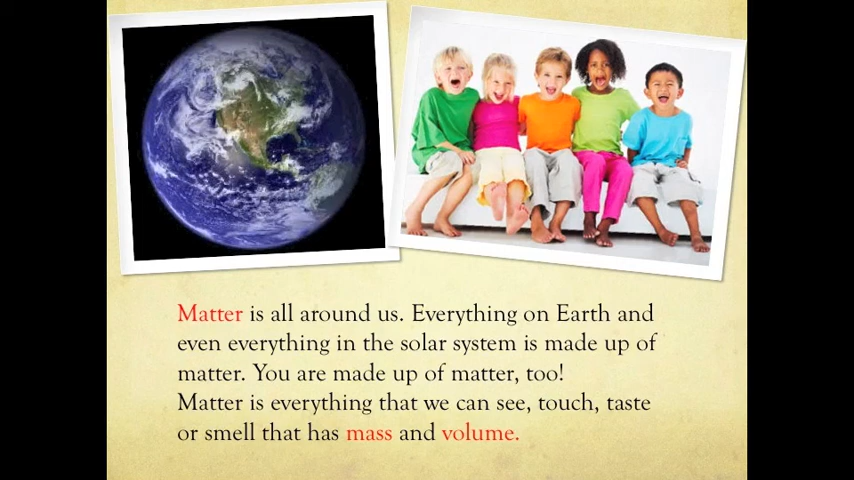 Matter is all around us. Everything on Earth and
even everything in the solar system is made up of
matter. You are made up of matter, too!
Matter is everything that we can see, touch, taste
or smell that has mass and volume.